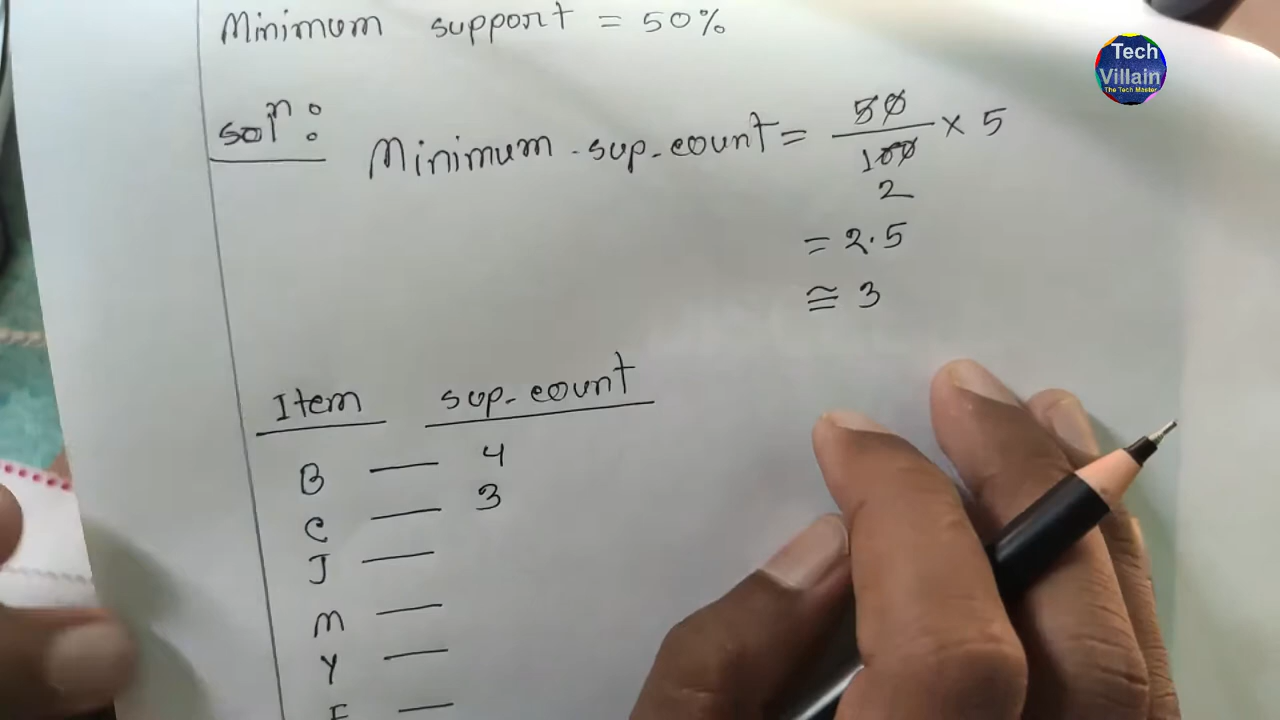 Minimum support = 50%
Tech
Villain
The Tech Master
solⁿ:
Minimum-sup-count = 50/100 × 5
2
= 2.5
≅ 3
Item sup-count
B — 4
C — 3
J —
M —
Y —
—